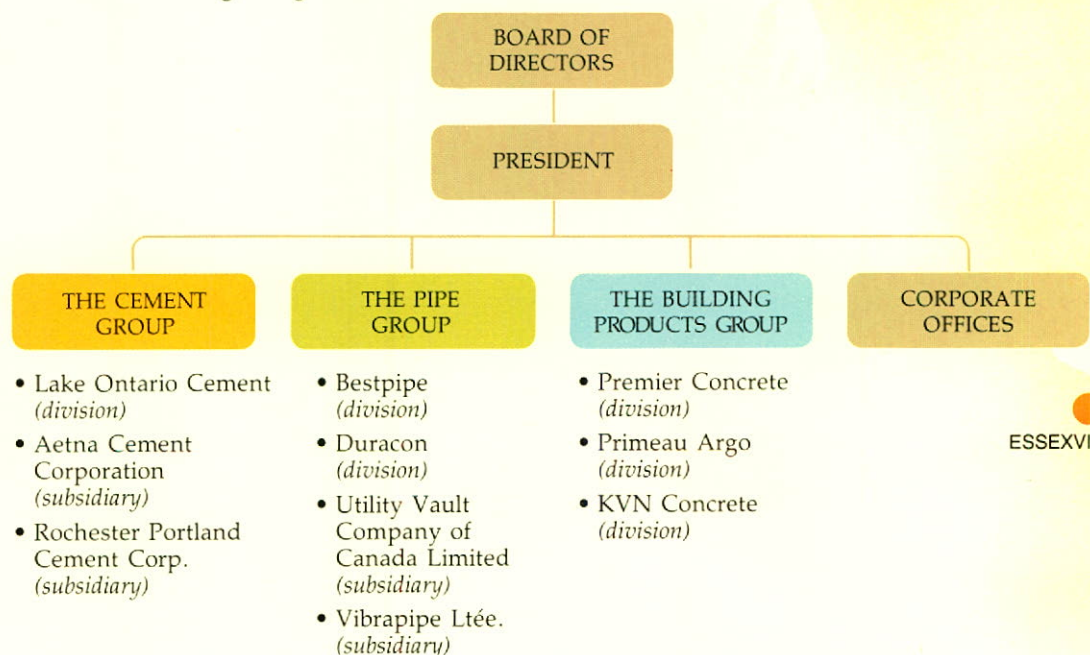 BOARD OF
DIRECTORS
PRESIDENT
THE CEMENT
GROUP
• Lake Ontario Cement
(division)
• Aetna Cement
Corporation
(subsidiary)
• Rochester Portland
Cement Corp.
(subsidiary)
THE PIPE
GROUP
• Bestpipe
(division)
• Duracon
(division)
• Utility Vault
Company of
Canada Limited
(subsidiary)
• Vibrapipe Ltée.
(subsidiary)
THE BUILDING
PRODUCTS GROUP
• Premier Concrete
(division)
• Primeau Argo
(division)
• KVN Concrete
(division)
CORPORATE
OFFICES